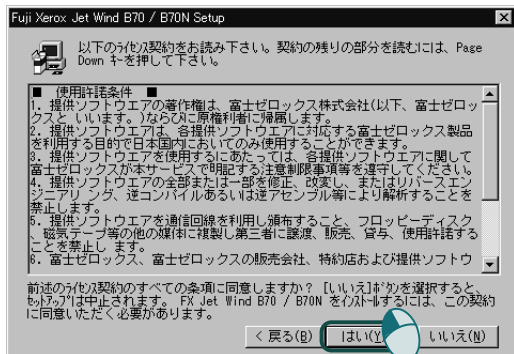 Fuji Xerox Jet Wind B70 / B70N Setup
以下のﾗｲｾﾝｽ契約をお読み下さい。契約の残りの部分を読むには、Page
Down ｷｰを押して下さい。
■ 使用許諾条件 ■
1. 提供ソフトウエアの著作権は、富士ゼロックス株式会社(以下、富士ゼロッ
クスと いいます。)ならびに原権利者に帰属します。
2. 提供ソフトウエアは、各提供ソフトウエアに対応する富士ゼロックス製品
を利用する目的で日本国内においてのみ使用することができます。
3. 提供ソフトウエアを使用するにあたっては、各提供ソフトウエアに関して
富士ゼロックスが本サービスで明記する注意制限事項等を遵守してください。
4. 提供ソフトウエアの全部または一部を修正、改変し、またはリバースエン
ジニアリ ング、逆コンパイルあるいは逆アセンブル等により解析することを
禁止します。
5. 提供ソフトウエアを通信回線を利用し頒布すること、フロッピーディスク
、磁気テープ等の他の媒体に複製し第三者に譲渡、販売、貸与、使用許諾する
ことを禁止し ます。
6. 富士ゼロックス、富士ゼロックスの販売会社、特約店および提供ソフトウ
前述のﾗｲｾﾝｽ契約のすべての条項に同意しますか? [いいえ]ﾎﾞﾀﾝを選択すると、
ｾｯﾄｱｯﾌﾟは中止されます。 FX Jet Wind B70 / B70N をｲﾝｽﾄｰﾙするには、この契約
に同意いただく必要があります。
< 戻る(B) はい(Y) いいえ(N)